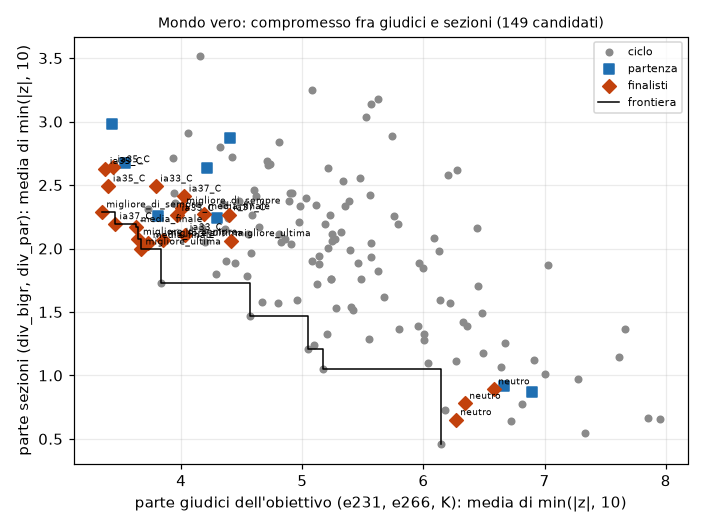 Mondo vero: compromesso fra giudici e sezioni (149 candidati)
parte sezioni (div_bigr, div_par): media di min(|z|, 10)
3.5
3.0
2.5
2.0
1.5
1.0
0.5
ciclo
partenza
finalisti
frontiera
ia35_C
ia35_C
ia33_C
ia37_C
migliore_di_sempre
migliore_di_sempre
ia37_C
media_finale
migliore_ultima
migliore_ultima
neutro
neutro
neutro
4
5
6
7
8
parte giudici dell'obiettivo (e231, e266, K): media di min(|z|, 10)